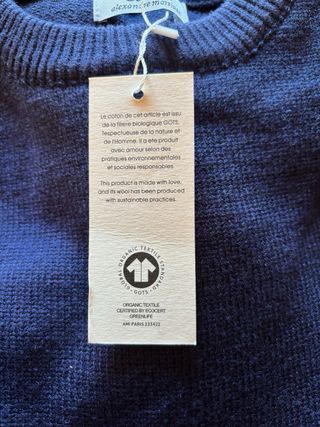 alexandre mattiussi
Le coton de cet article est issu
de la filiere biologique GOTS,
respectueuse de la nature et
de l'Homme. Il a ete produit
avec amour selon des
pratiques environnementales
et sociales responsables
This product is made with love,
and its wool has been produced
with sustainable practices.
GLOBAL ORGANIC TEXTILE STANDARD
· GOTS ·
ORGANIC TEXTILE
CERTIFIED BY ECOCERT
GREENLIFE
AMI PARIS 233422